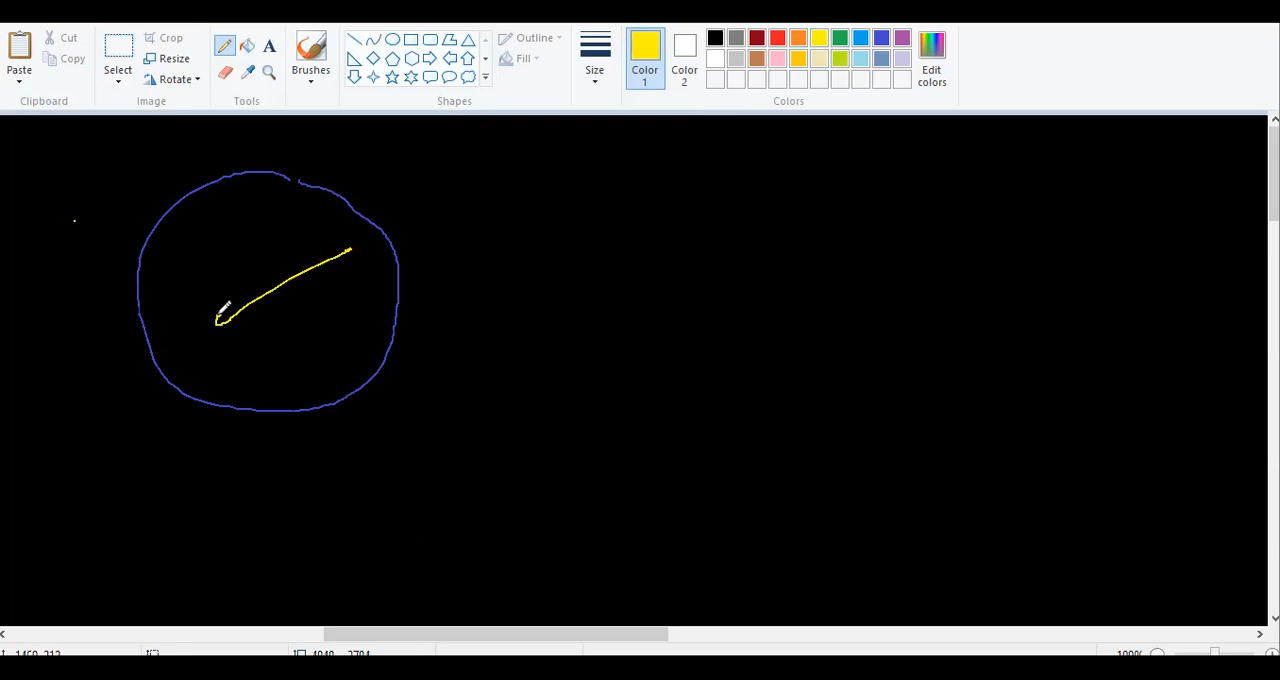 Cut
Copy
Paste
Clipboard
Crop
Resize
Rotate
Select
Image
A
Tools
Brushes
Outline
Fill
Shapes
Size
Color
1
Color
2
Edit
colors
Colors
100%